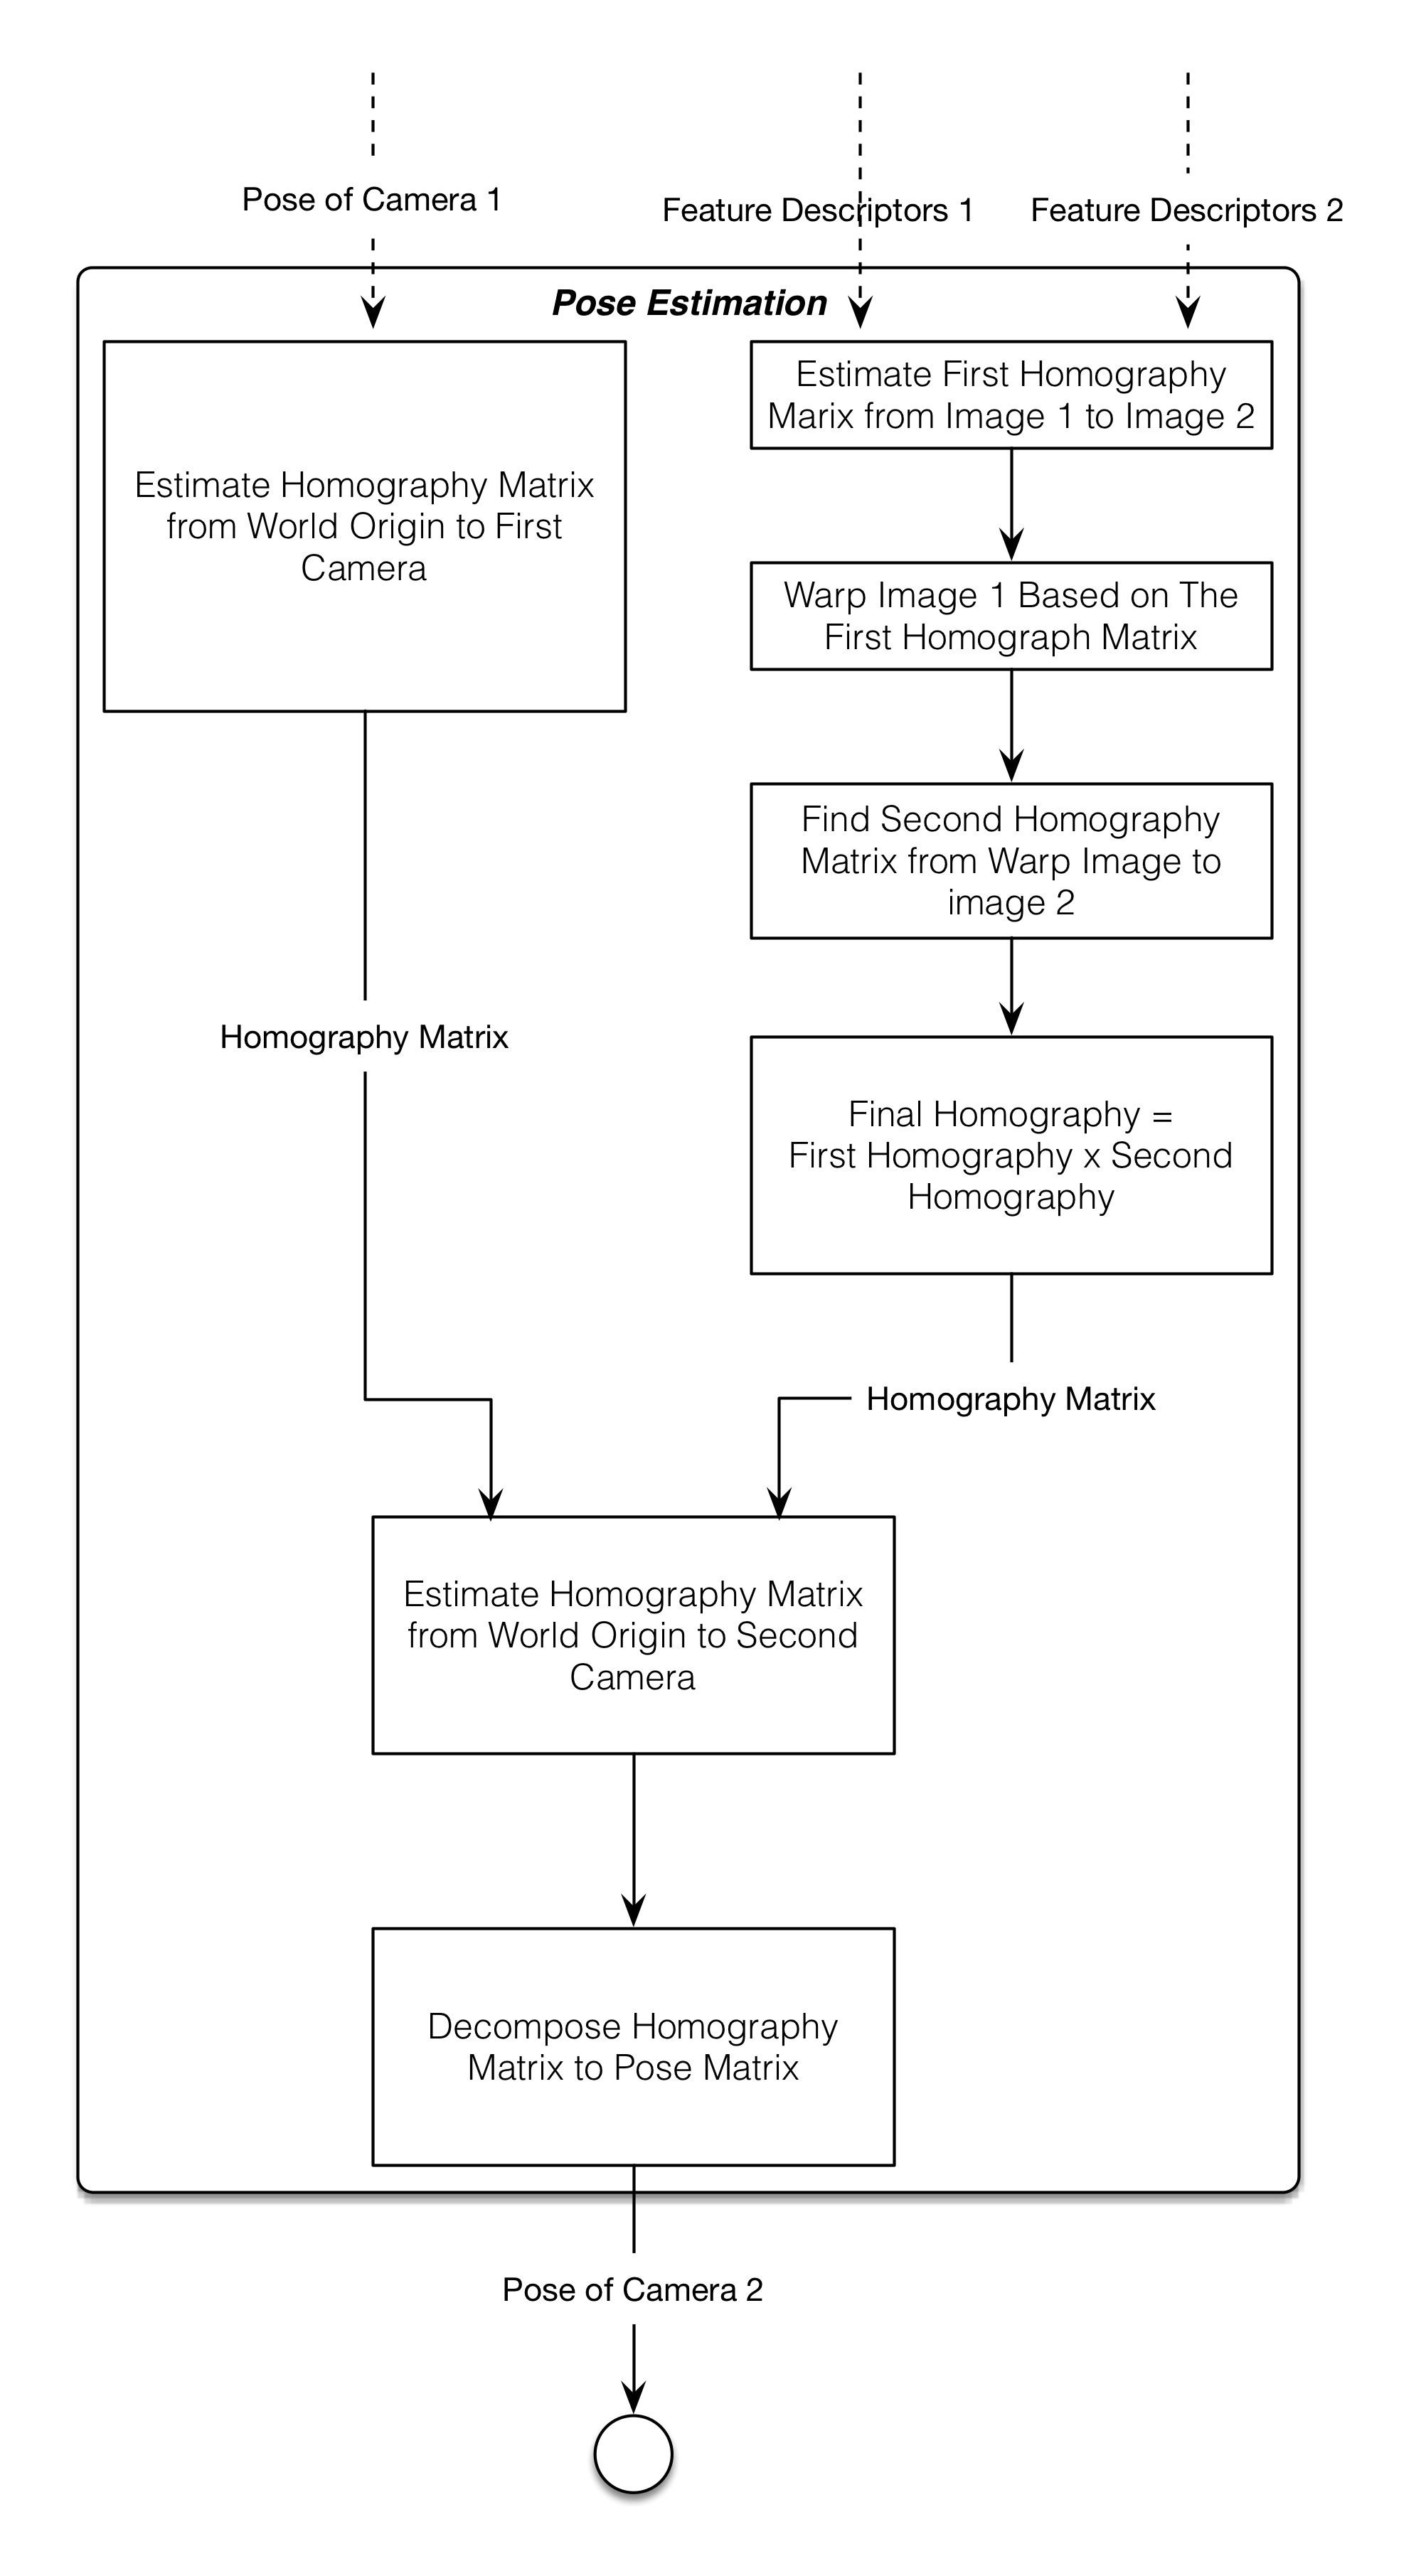 Pose of Camera 1
Feature Descriptors 1
Feature Descriptors 2
Pose Estimation
Estimate Homography Matrix
from World Origin to First
Camera
Estimate First Homography
Marix from Image 1 to Image 2
Warp Image 1 Based on The
First Homograph Matrix
Find Second Homography
Matrix from Warp Image to
image 2
Homography Matrix
Final Homography =
First Homography x Second
Homography
Homography Matrix
Estimate Homography Matrix
from World Origin to Second
Camera
Decompose Homography
Matrix to Pose Matrix
Pose of Camera 2